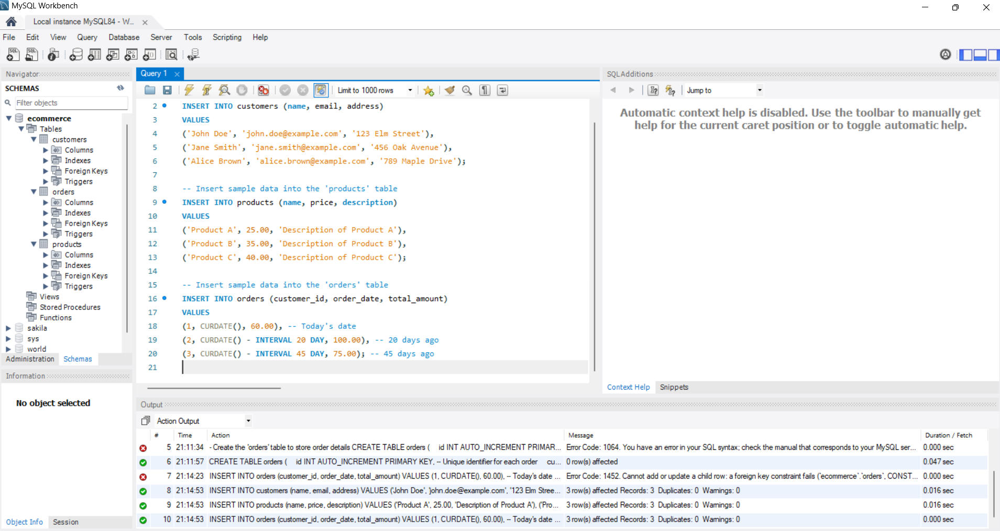 MySQL Workbench
Local instance MySQL84 - W...
File Edit View Query Database Server Tools Scripting Help
Navigator
SCHEMAS
Filter objects
ecommerce
Tables
customers
Columns
Indexes
Foreign Keys
Triggers
orders
Columns
Indexes
Foreign Keys
Triggers
products
Columns
Indexes
Foreign Keys
Triggers
Views
Stored Procedures
Functions
sakila
sys
world
Administration Schemas
Information
No object selected
Object Info Session
Query 1
Limit to 1000 rows
2 INSERT INTO customers (name, email, address)
3 VALUES
4 ('John Doe', 'john.doe@example.com', '123 Elm Street'),
5 ('Jane Smith', 'jane.smith@example.com', '456 Oak Avenue'),
6 ('Alice Brown', 'alice.brown@example.com', '789 Maple Drive');
7
8 -- Insert sample data into the 'products' table
9 INSERT INTO products (name, price, description)
10 VALUES
11 ('Product A', 25.00, 'Description of Product A'),
12 ('Product B', 35.00, 'Description of Product B'),
13 ('Product C', 40.00, 'Description of Product C');
14
15 -- Insert sample data into the 'orders' table
16 INSERT INTO orders (customer_id, order_date, total_amount)
17 VALUES
18 (1, CURDATE(), 60.00), -- Today's date
19 (2, CURDATE() - INTERVAL 20 DAY, 100.00), -- 20 days ago
20 (3, CURDATE() - INTERVAL 45 DAY, 75.00); -- 45 days ago
21
SQLAdditions
Jump to
Automatic context help is disabled. Use the toolbar to manually get
help for the current caret position or to toggle automatic help.
Context Help Snippets
Output
Action Output
# Time Action Message Duration / Fetch
5 21:11:34 - Create the 'orders' table to store order details CREATE TABLE orders ( id INT AUTO_INCREMENT PRIMAR... Error Code: 1064. You have an error in your SQL syntax; check the manual that corresponds to your MySQL ser... 0.000 sec
6 21:11:57 CREATE TABLE orders ( id INT AUTO_INCREMENT PRIMARY KEY, -- Unique identifier for each order cu... 0 row(s) affected 0.047 sec
7 21:14:23 INSERT INTO orders (customer_id, order_date, total_amount) VALUES (1, CURDATE(), 60.00), -- Today's date ... Error Code: 1452. Cannot add or update a child row: a foreign key constraint fails (`ecommerce`.`orders`, CONST... 0.000 sec
8 21:14:53 INSERT INTO customers (name, email, address) VALUES ('John Doe', 'john.doe@example.com', '123 Elm Stree... 3 row(s) affected Records: 3 Duplicates: 0 Warnings: 0 0.016 sec
9 21:14:53 INSERT INTO products (name, price, description) VALUES ('Product A', 25.00, 'Description of Product A'), ('Pro... 3 row(s) affected Records: 3 Duplicates: 0 Warnings: 0 0.016 sec
10 21:14:53 INSERT INTO orders (customer_id, order_date, total_amount) VALUES (1, CURDATE(), 60.00), -- Today's date ... 3 row(s) affected Records: 3 Duplicates: 0 Warnings: 0 0.000 sec